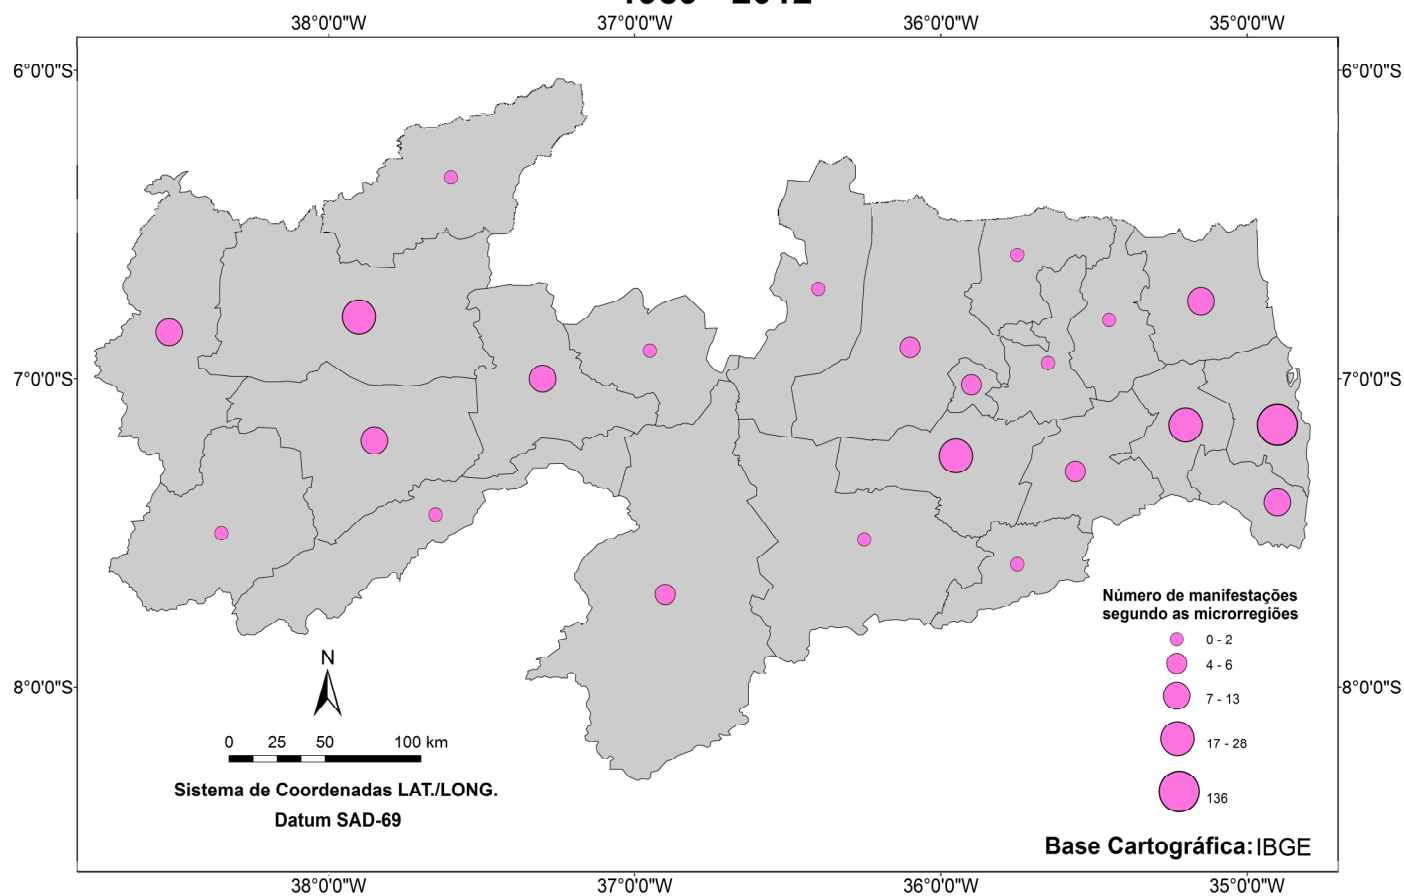 38°0'0"W 37°0'0"W 36°0'0"W 35°0'0"W
6°0'0"S 6°0'0"S
7°0'0"S 7°0'0"S
Número de manifestações
segundo as microrregiões
0 - 2
4 - 6
7 - 13
17 - 28
136
8°0'0"S 8°0'0"S
N
0 25 50 100 km
Sistema de Coordenadas LAT./LONG.
Datum SAD-69
Base Cartográfica: IBGE
38°0'0"W 37°0'0"W 36°0'0"W 35°0'0"W